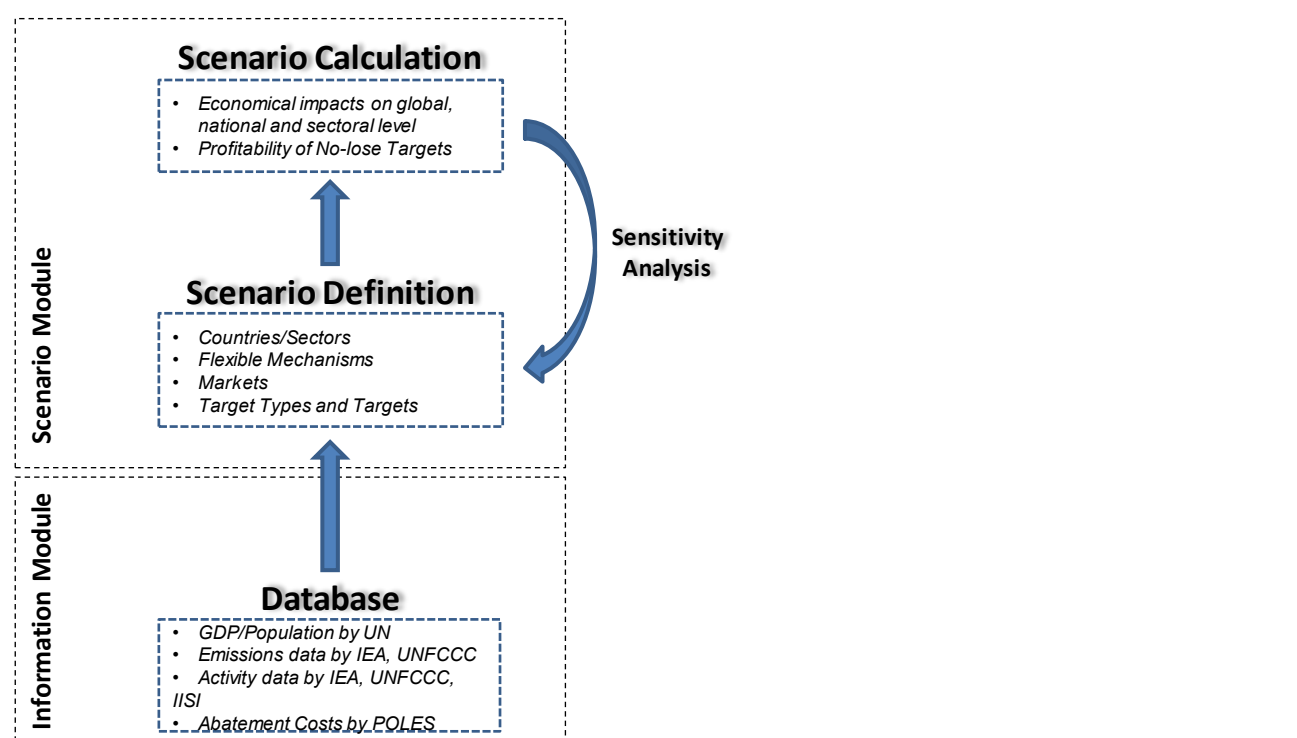 Scenario Calculation
• Economical impacts on global,
national and sectoral level
• Profitability of No-lose Targets
Sensitivity
Analysis
Scenario Definition
• Countries/Sectors
• Flexible Mechanisms
• Markets
• Target Types and Targets
Scenario Module
Database
• GDP/Population by UN
• Emissions data by IEA, UNFCCC
• Activity data by IEA, UNFCCC,
IISI
• Abatement Costs by POLES
Information Module